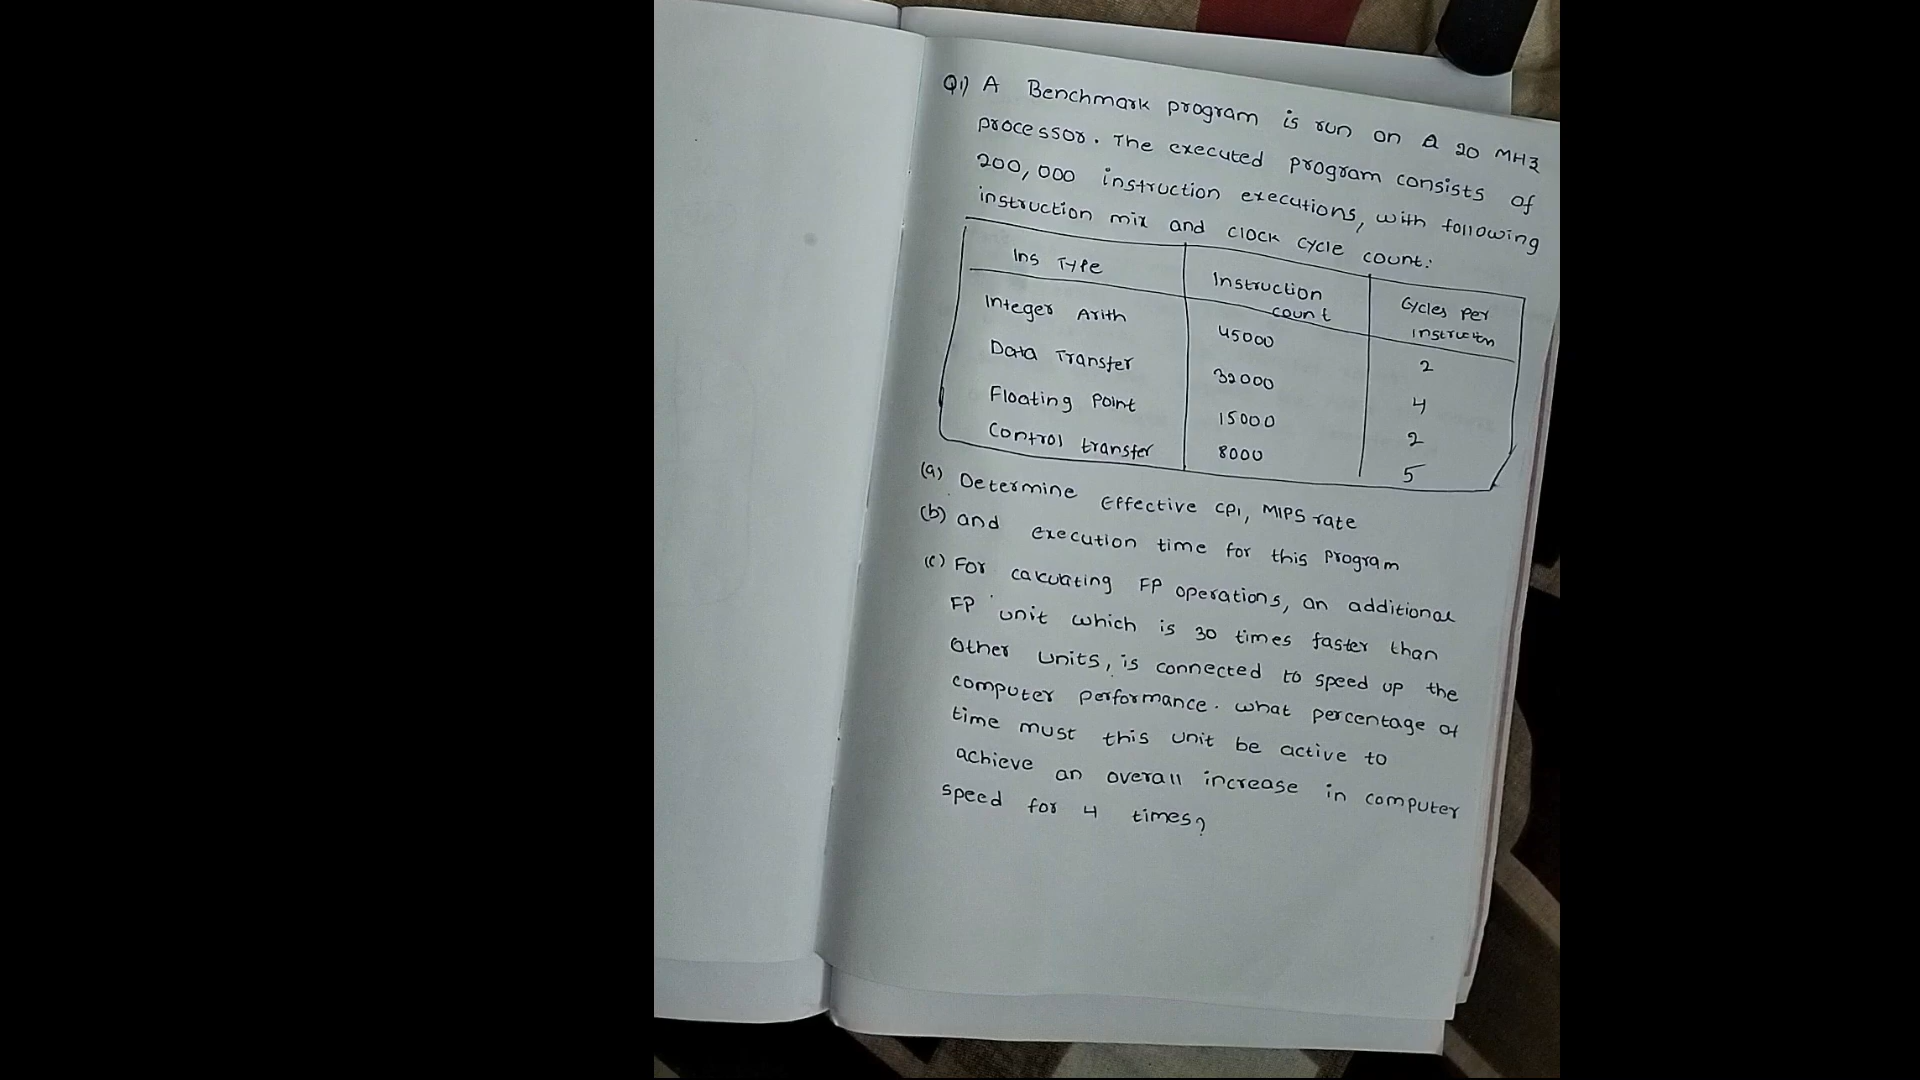 Q1) A Benchmark program is run on a 20 MHz
processor. The executed program consists of
200,000 instruction executions, with following
instruction mix and clock cycle count:
Ins Type
Instruction count
Cycles Per Instructn
Integer Arith 45000 2
Data Transfer 32000 4
Floating Point 15000 2
Control transfer 8000 5
(a) Determine Effective CPI, MIPS rate
(b) and execution time for this program
(c) For calculating FP operations, an additional
FP unit which is 30 times faster than
Other units, is connected to speed up the
computer performance. What percentage of
time must this unit be active to
achieve an overall increase in computer
speed for 4 times?